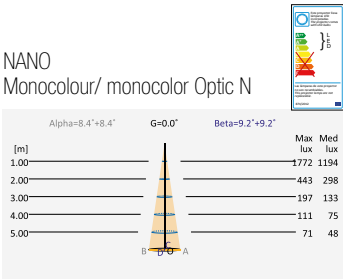 L
E
D
NANO
Monocolour/ monocolor Optic N
Alpha=8.4°+8.4° G=0.0° Beta=9.2°+9.2°
Max Med
[m] lux lux
1.00 1772 1194
2.00 443 298
3.00 197 133
4.00 111 75
5.00 71 48
B D C O A